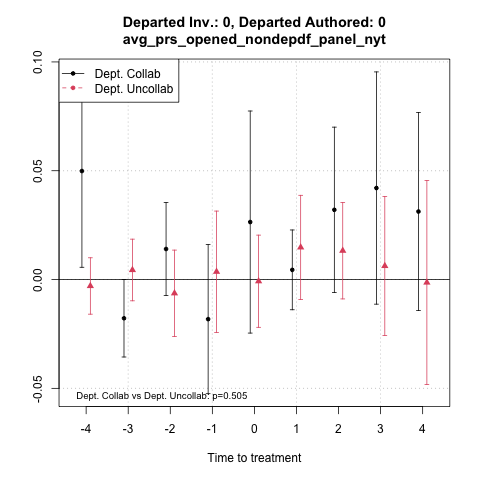 Departed Inv.: 0, Departed Authored: 0
avg_prs_opened_nondepdf_panel_nyt
Dept. Collab
Dept. Uncollab
0.10
0.05
0.00
-0.05
Dept. Collab vs Dept. Uncollab: p=0.505
-4 -3 -2 -1 0 1 2 3 4
Time to treatment